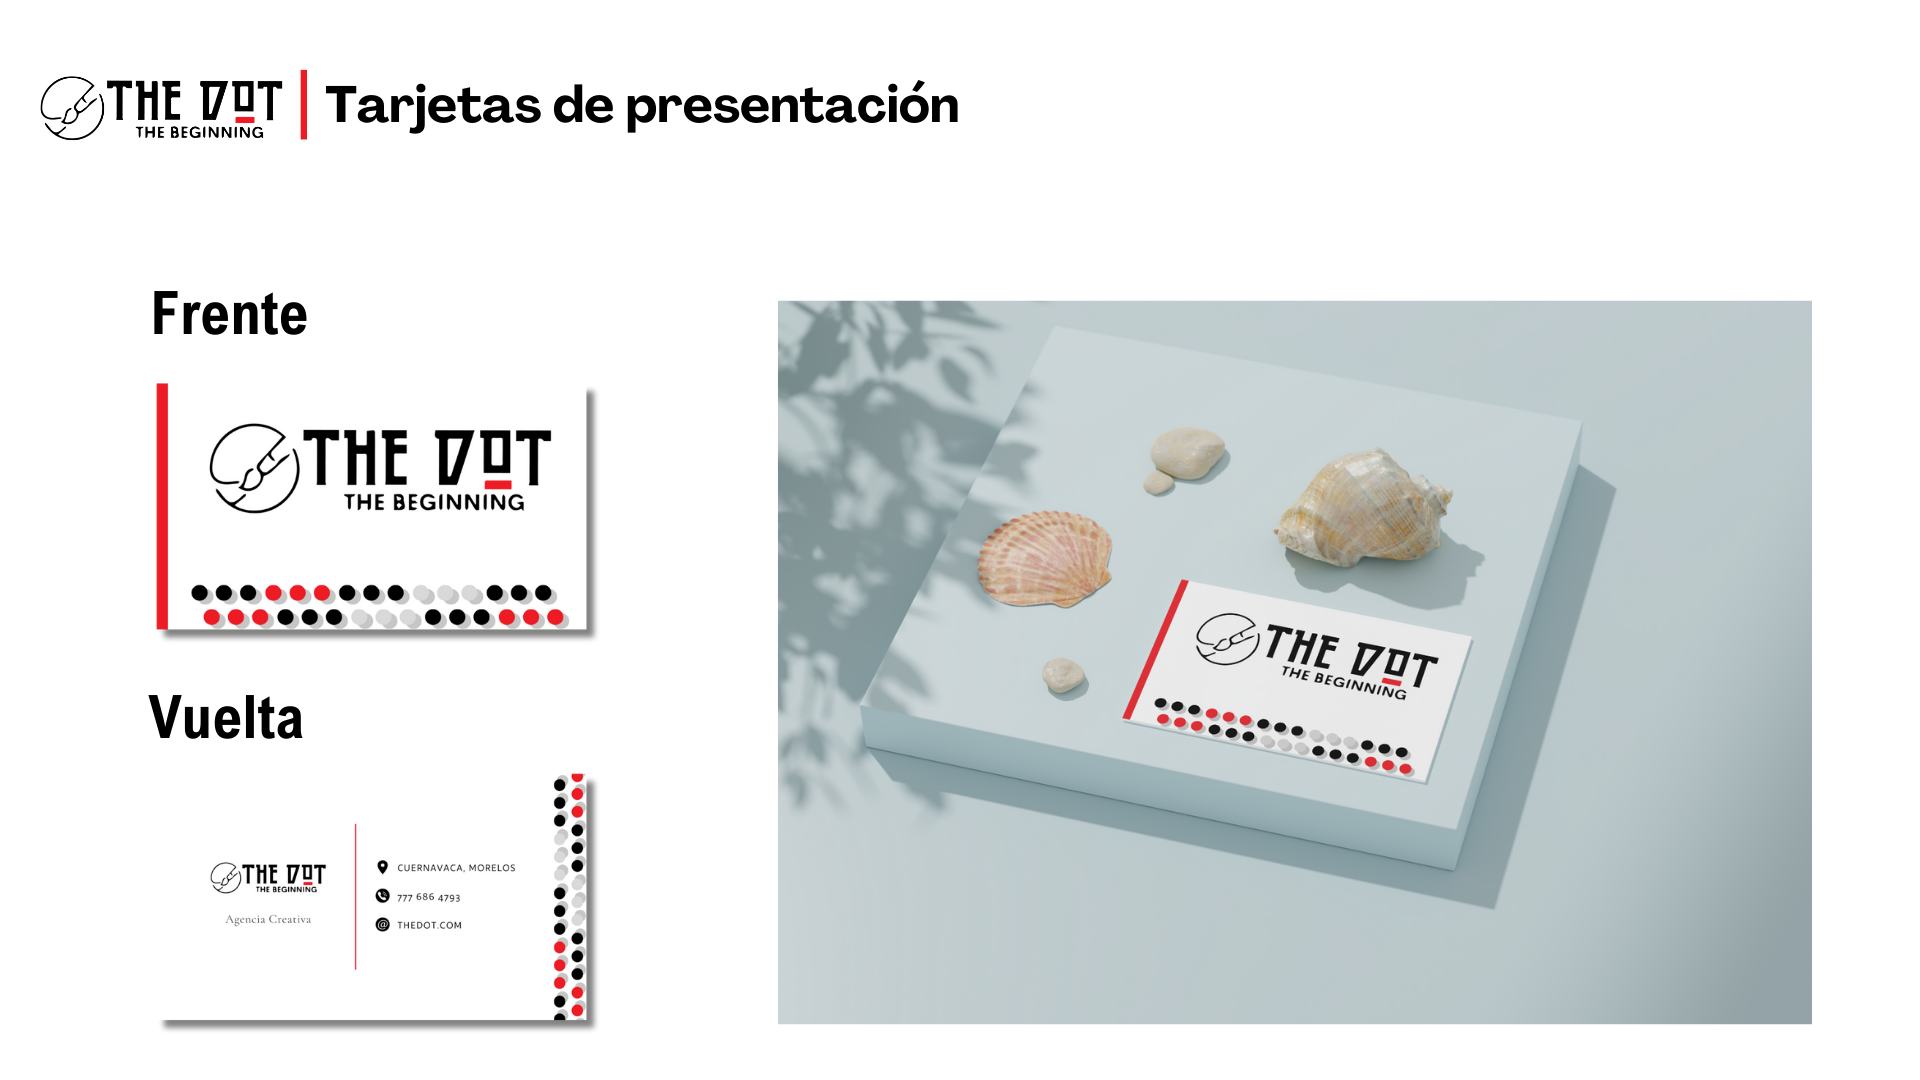 THE DOT
THE BEGINNING
Tarjetas de presentación
Frente
THE DOT
THE BEGINNING
Vuelta
THE DOT
THE BEGINNING
Agencia Creativa
CUERNAVACA, MORELOS
777 686 4793
THEDOT.COM
THE DOT
THE BEGINNING